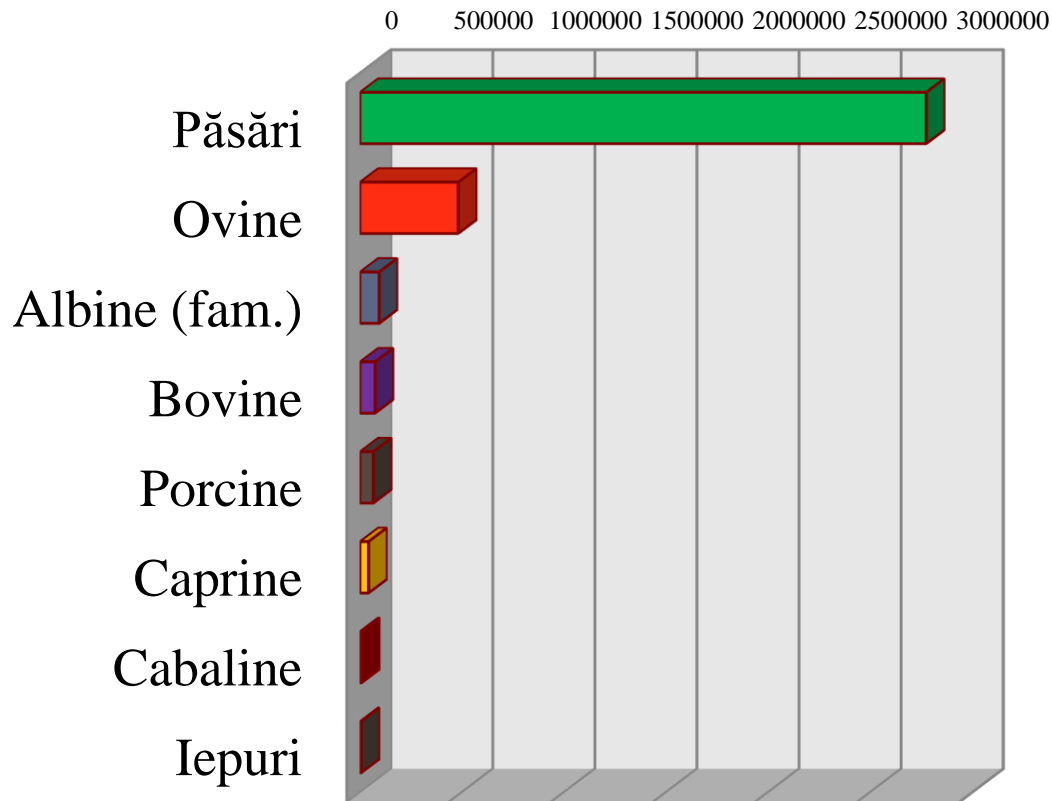 0 500000 1000000 1500000 2000000 2500000 3000000
Păsări
Ovine
Albine (fam.)
Bovine
Porcine
Caprine
Cabaline
Iepuri